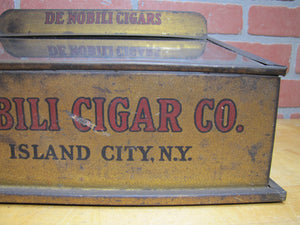 DE NOBILI CIGARS
BILI CIGAR CO.
ISLAND CITY, N.Y.